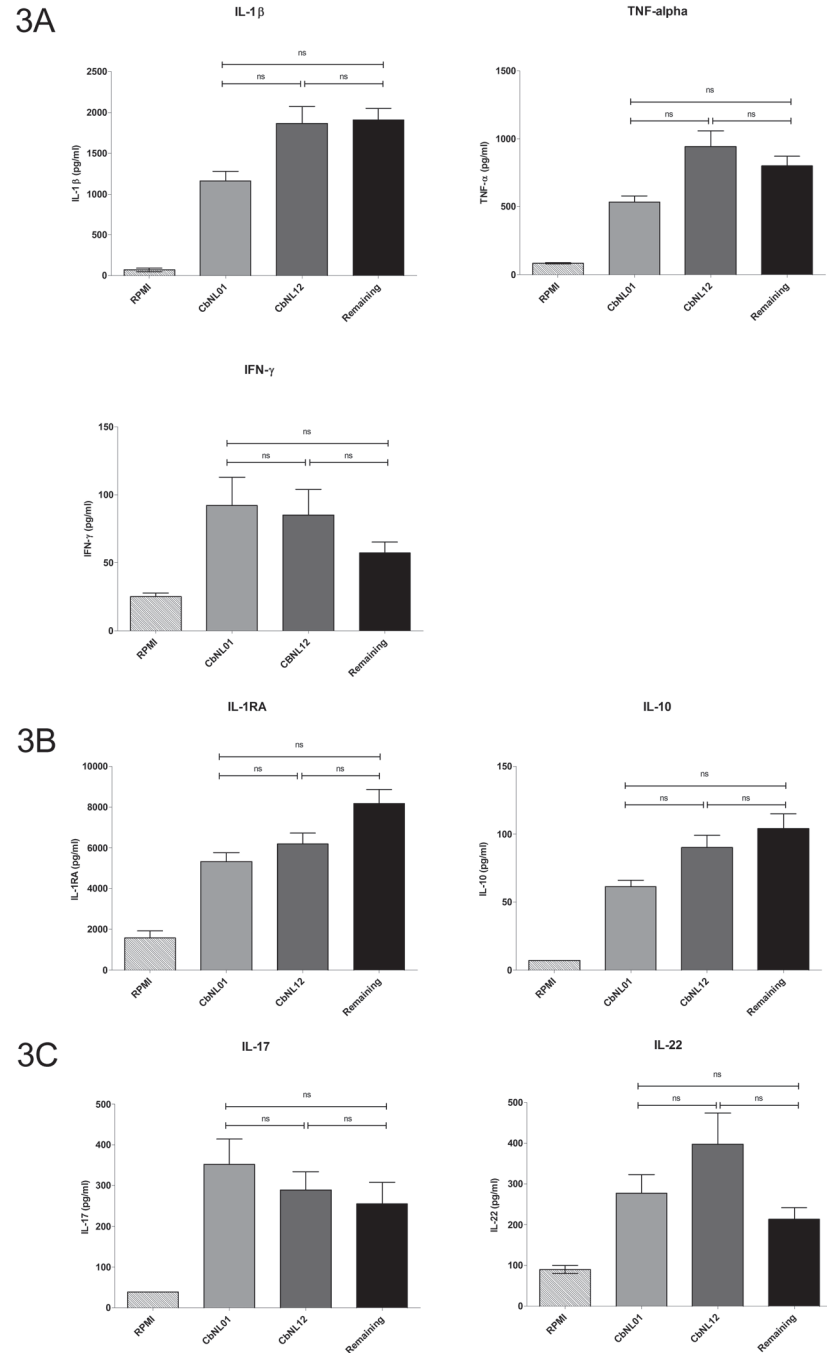 3A
IL-1 β
ns
ns
ns
2500
2000
1500
1000
500
0
IL-1 β (pg/ml)
RPMI
CbNL01
CbNL12
Remaining
TNF-alpha
ns
ns
ns
1500
1000
500
0
TNF-α (pg/ml)
RPMI
CbNL01
CbNL12
Remaining
IFN-γ
ns
ns
ns
150
100
50
0
IFN-γ (pg/ml)
RPMI
CbNL01
CBNL12
Remaining
3B
IL-1RA
ns
ns
ns
10000
8000
6000
4000
2000
0
IL-1RA (pg/ml)
RPMI
CbNL01
CbNL12
Remaining
IL-10
ns
ns
ns
150
100
50
0
IL-10 (pg/ml)
RPMI
CbNL01
CbNL12
Remaining
3C
IL-17
ns
ns
ns
500
400
300
200
100
0
IL-17 (pg/ml)
RPMI
CbNL01
CbNL12
Remaining
IL-22
ns
ns
ns
500
400
300
200
100
0
IL-22 (pg/ml)
RPMI
CbNL01
CbNL12
Remaining